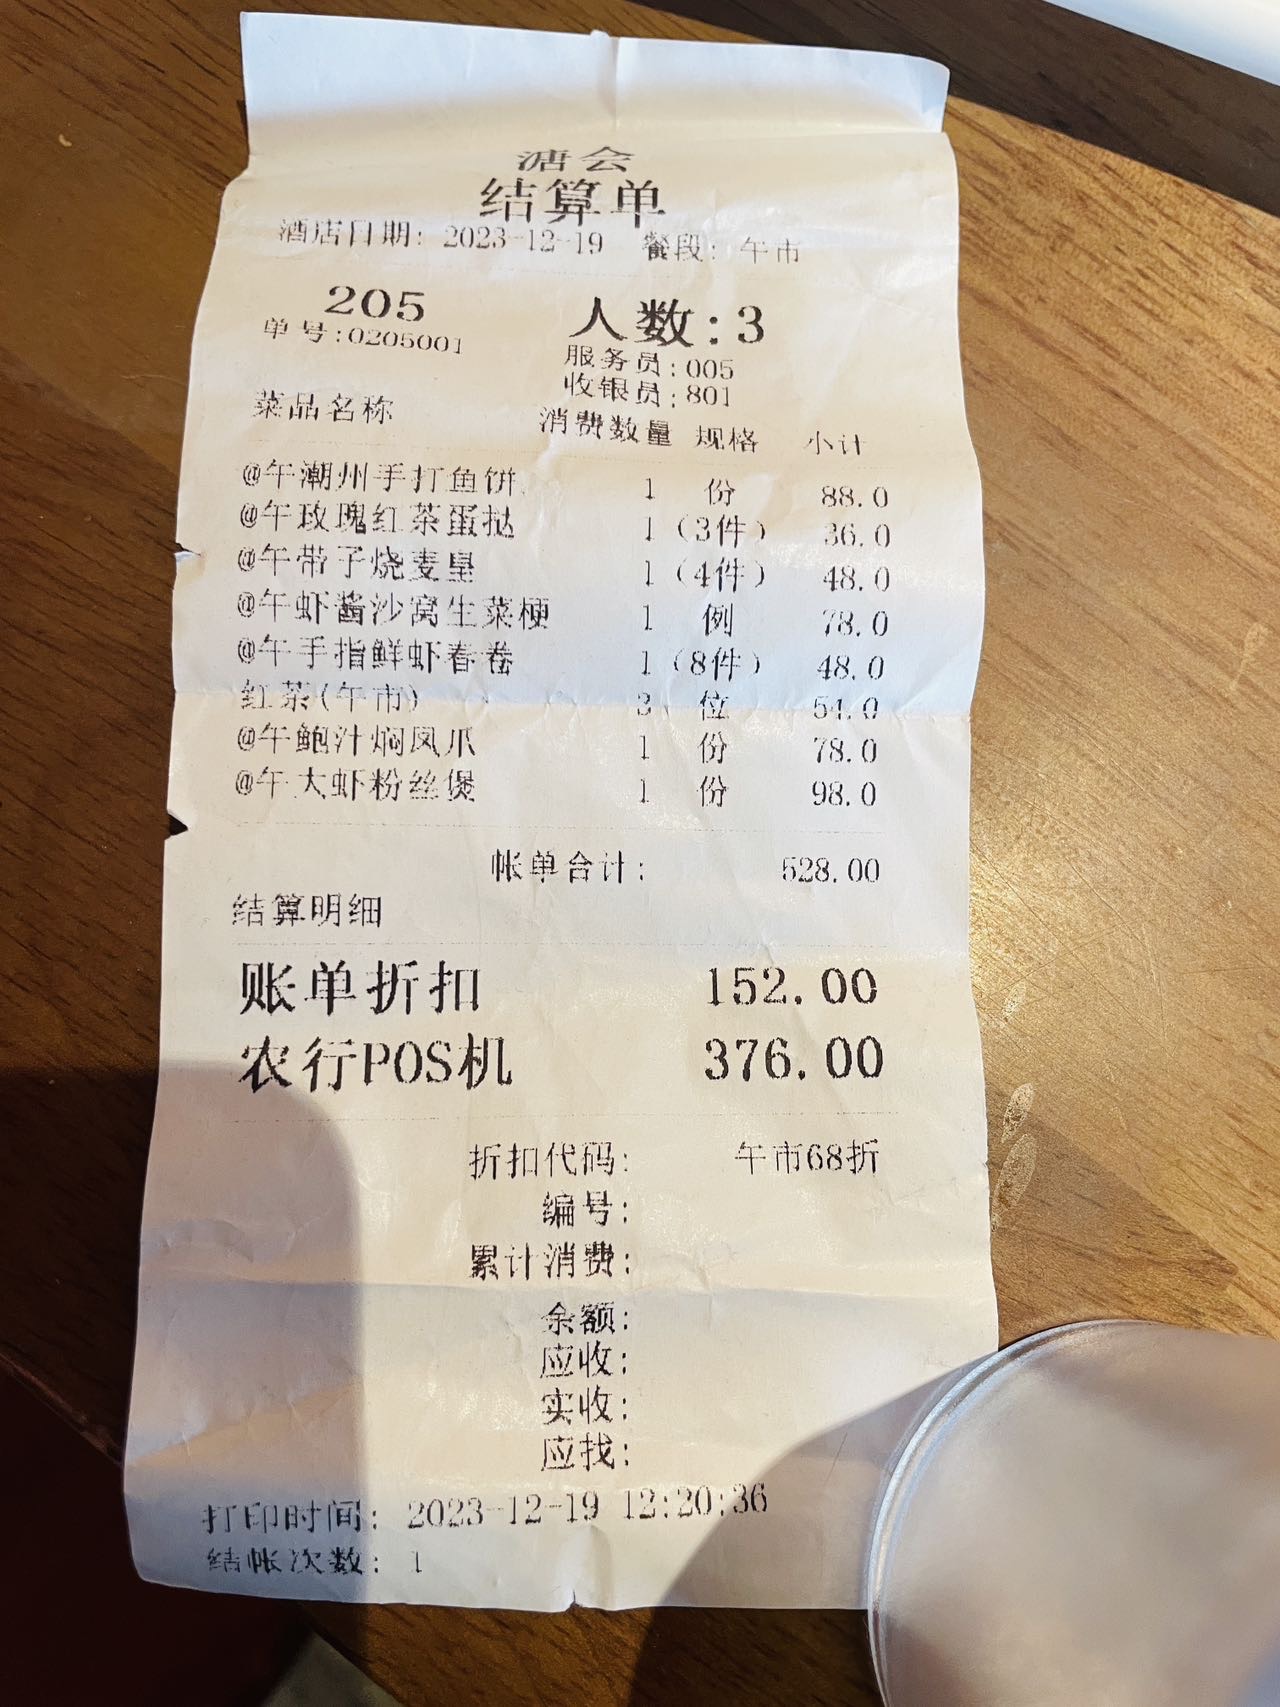 溏会
结算单
酒店日期: 2023-12-19 餐段: 午市
205 人数:3
单号:0205001
服务员:005
收银员:801
菜品名称 消费数量 规格 小计
@午潮州手打鱼饼 1 份 88.0
@午玫瑰红茶蛋挞 1 (3件) 36.0
@午带子烧麦皇 1 (4件) 48.0
@午虾酱沙窝生菜梗 1 例 78.0
@午手指鲜虾春卷 1 (8件) 48.0
红茶(午市) 3 位 54.0
@午鲍汁焖凤爪 1 份 78.0
@午大虾粉丝煲 1 份 98.0
帐单合计: 528.00
结算明细
账单折扣 152.00
农行POS机 376.00
折扣代码: 午市68折
编号:
累计消费:
余额:
应收:
实收:
应找:
打印时间: 2023-12-19 12:20:36
结帐次数: 1